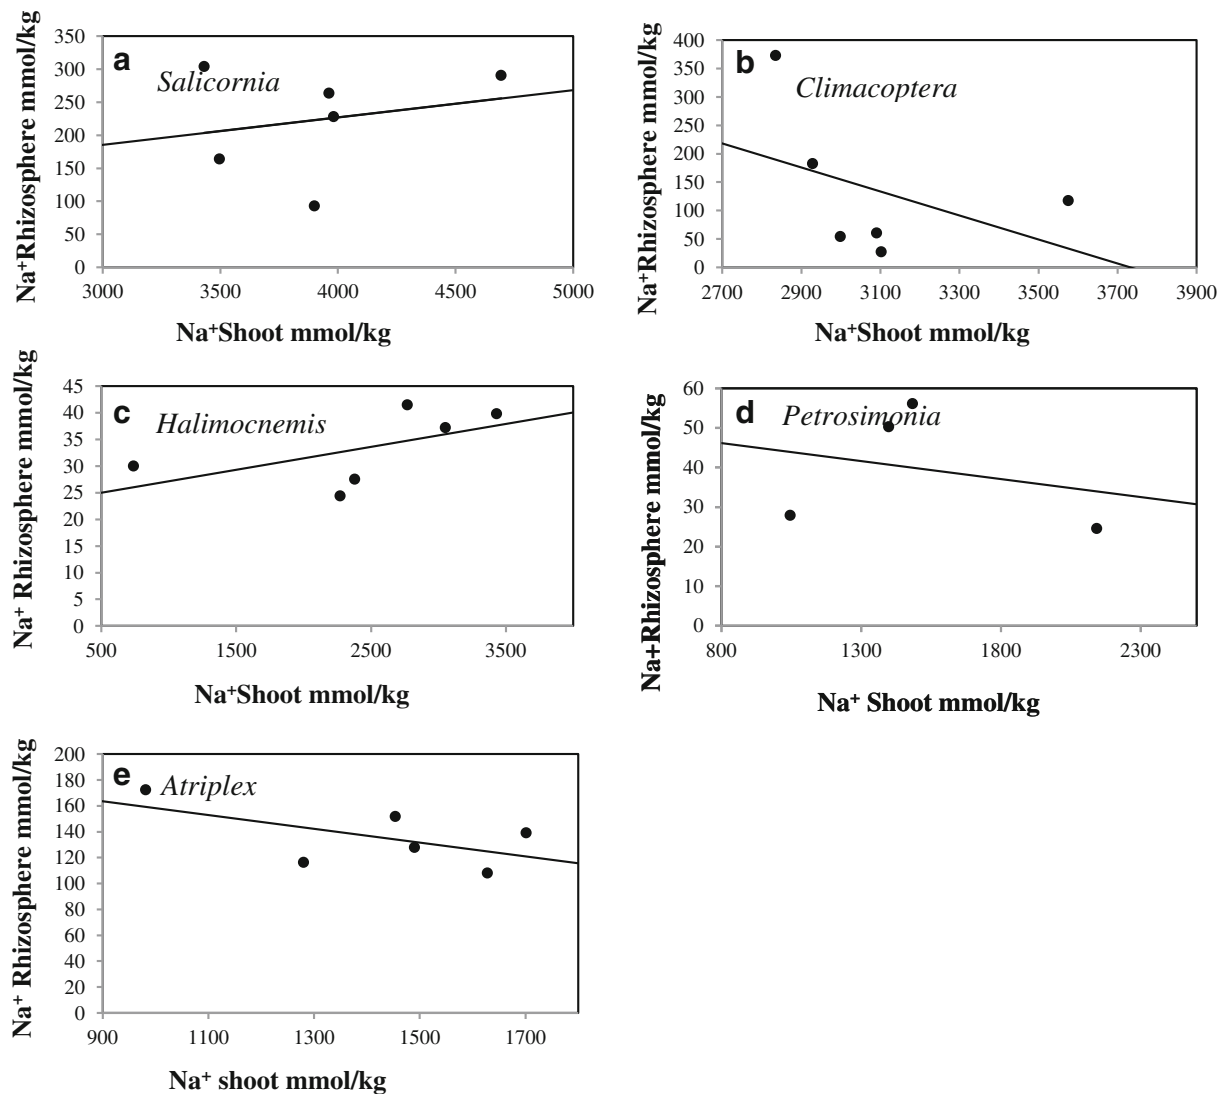 a
Salicornia
Na⁺Rhizosphere mmol/kg
350
300
250
200
150
100
50
0
3000 3500 4000 4500 5000
Na⁺Shoot mmol/kg
b
Climacoptera
Na⁺Rhizosphere mmol/kg
400
350
300
250
200
150
100
50
0
2700 2900 3100 3300 3500 3700 3900
Na⁺Shoot mmol/kg
c
Halimocnemis
Na⁺ Rhizosphere mmol/kg
45
40
35
30
25
20
15
10
5
0
500 1500 2500 3500
Na⁺Shoot mmol/kg
d
Petrosimonia
Na+Rhizosphere mmol/kg
60
50
40
30
20
10
0
800 1300 1800 2300
Na⁺ Shoot mmol/kg
e
Atriplex
Na⁺ Rhizosphere mmol/kg
200
180
160
140
120
100
80
60
40
20
0
900 1100 1300 1500 1700
Na⁺ shoot mmol/kg